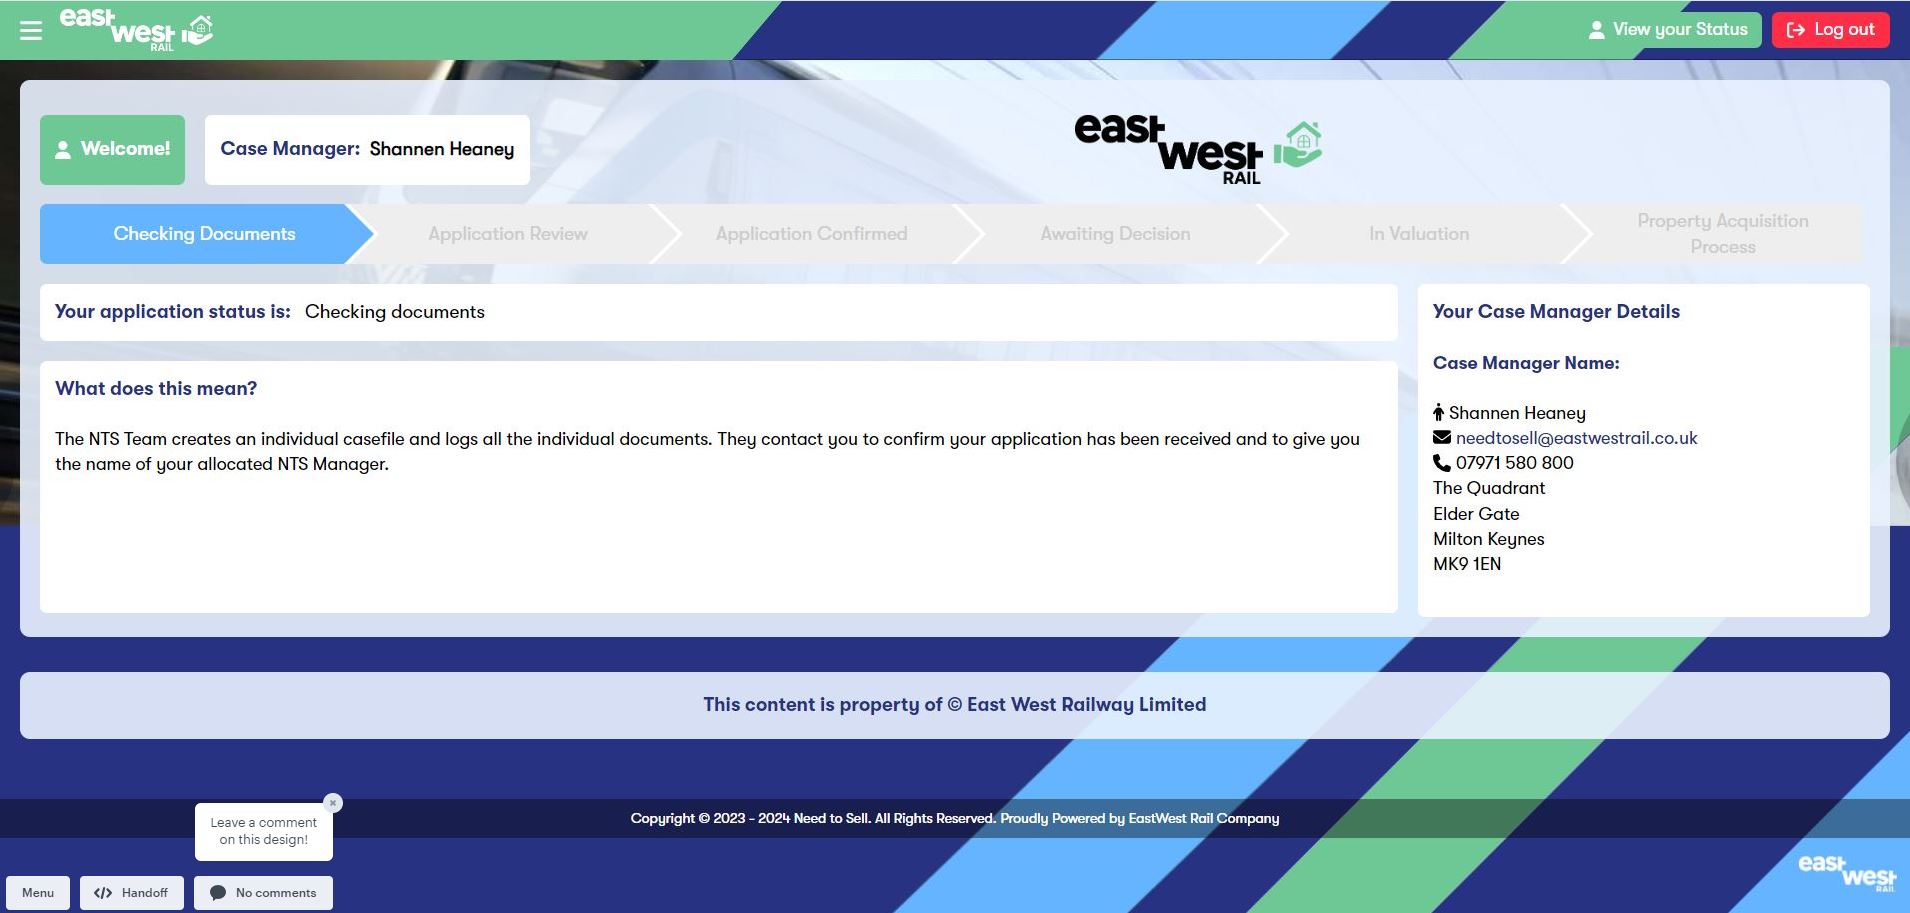 east
west
RAIL
View your Status
Log out
Welcome!
Case Manager: Shannen Heaney
east
west
RAIL
Checking Documents
Application Review
Application Confirmed
Awaiting Decision
In Valuation
Property Acquisition
Process
Your application status is: Checking documents
What does this mean?
The NTS Team creates an individual casefile and logs all the individual documents. They contact you to confirm your application has been received and to give you
the name of your allocated NTS Manager.
Your Case Manager Details
Case Manager Name:
Shannen Heaney
needtosell@eastwestrail.co.uk
07971 580 800
The Quadrant
Elder Gate
Milton Keynes
MK9 1EN
This content is property of © East West Railway Limited
Copyright © 2023 - 2024 Need to Sell. All Rights Reserved. Proudly Powered by EastWest Rail Company
Leave a comment
on this design!
Menu
Handoff
No comments
east
west
RAIL